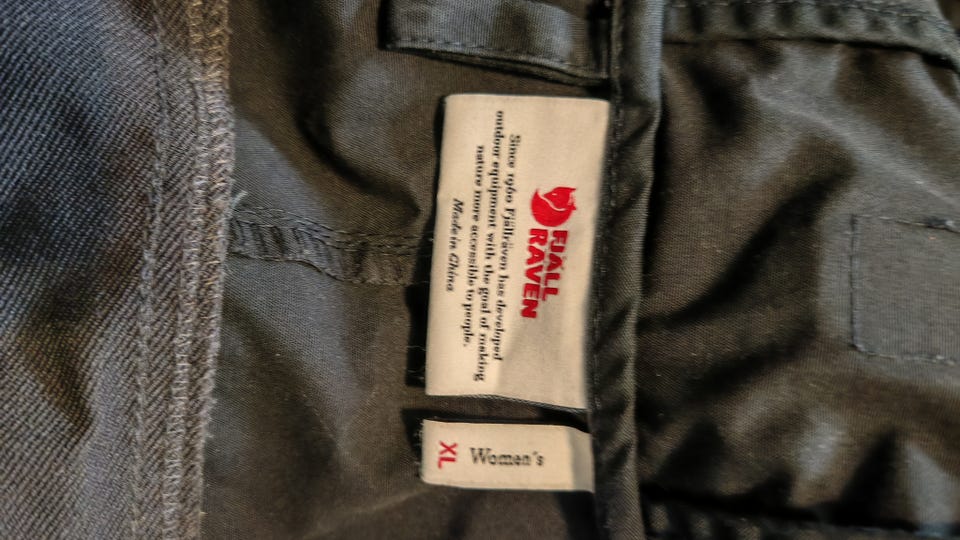 FJÄLL
RÄVEN
Since 1960 Fjällräven has developed
outdoor equipment with the goal of making
nature more accessible to people.
Made in China
Women's
XL